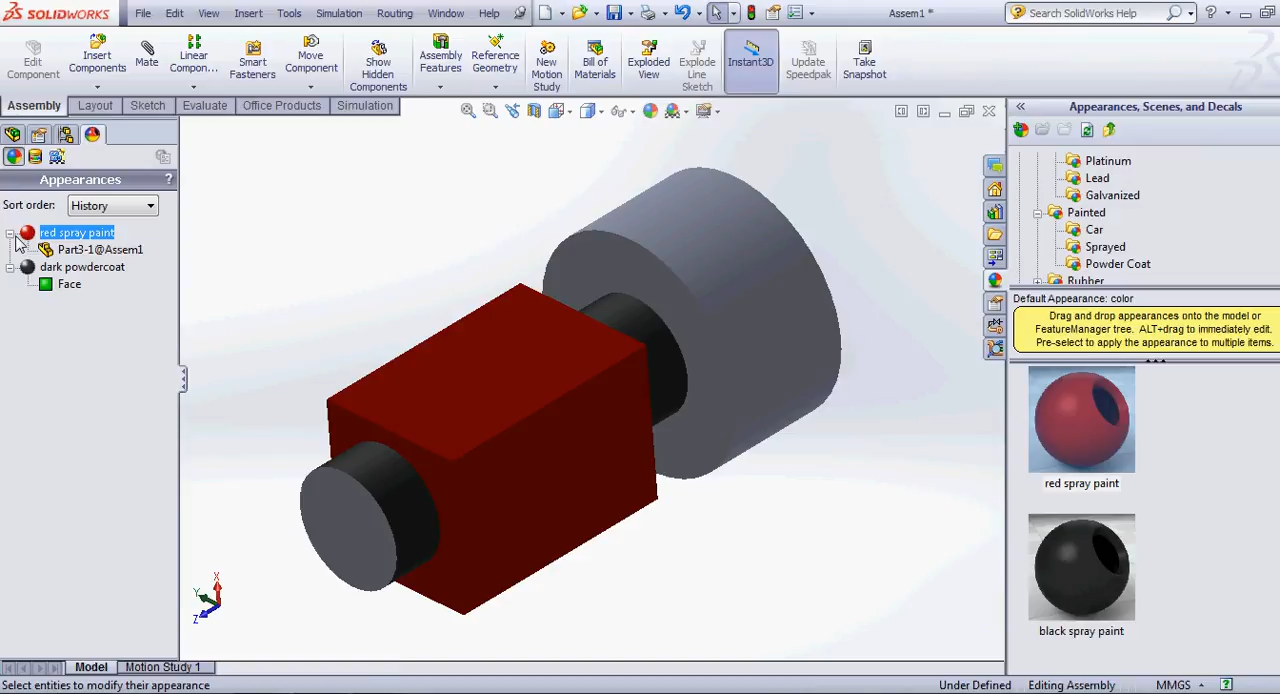 SOLIDWORKS
File Edit View Insert Tools Simulation Routing Window Help
Assem1 *
Search SolidWorks Help
Edit Component
Insert Components
Mate
Linear Compon...
Smart Fasteners
Move Component
Show Hidden Components
Assembly Features
Reference Geometry
New Motion Study
Bill of Materials
Exploded View
Explode Line Sketch
Instant3D
Update Speedpak
Take Snapshot
Assembly Layout Sketch Evaluate Office Products Simulation
Appearances
?
Sort order: History
red spray paint
Part3-1@Assem1
dark powdercoat
Face
X
Y
Z
Appearances, Scenes, and Decals
Platinum
Lead
Galvanized
Painted
Car
Sprayed
Powder Coat
Rubber
Default Appearance: color
Drag and drop appearances onto the model or
FeatureManager tree. ALT+drag to immediately edit.
Pre-select to apply the appearance to multiple items.
red spray paint
black spray paint
Model Motion Study 1
Select entities to modify their appearance
Under Defined
Editing Assembly
MMGS